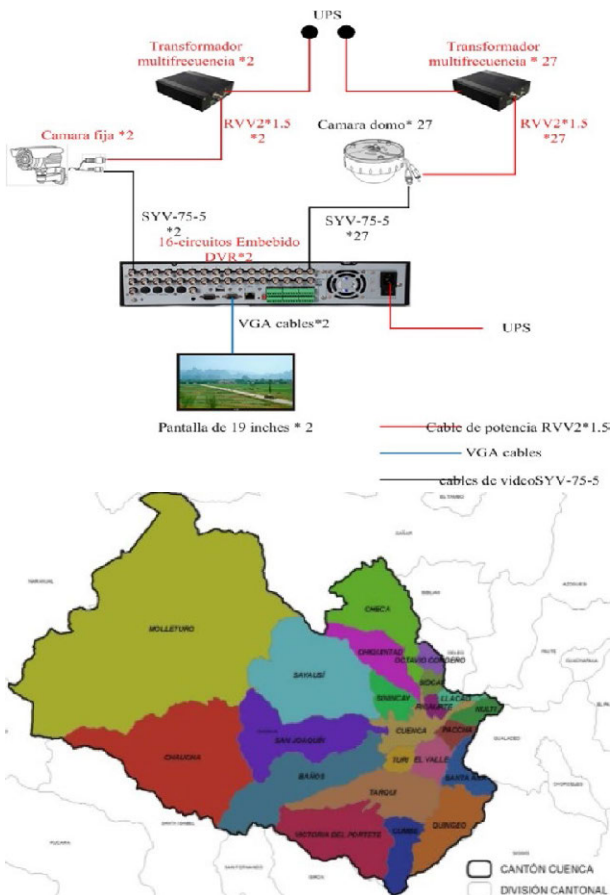 UPS
Transformador
multifrecuencia *2
Transformador
multifrecuencia * 27
Camara fija *2
RVV2*1.5
*2
Camara domo* 27
RVV2*1.5
*27
SYV-75-5
*2
SYV-75-5
*27
16-circuitos Embebido
DVR*2
VGA cables*2
UPS
Pantalla de 19 inches * 2
Cable de potencia RVV2*1.5
VGA cables
cables de videoSYV-75-5
CHECA
MOLLETURO
CHIQUINTAD
OCTAVIO CORDERO
SAYAUSÍ
SININCAY
LLACAO
RICAURTE
NULTI
CUENCA
PACCHA
SAN JOAQUÍN
CHAUCHA
TURI
EL VALLE
BAÑOS
SANTA ANA
TARQUI
QUINGEO
VICTORIA DEL PORTETE
CUMBE
CANTÓN CUENCA
DIVISIÓN CANTONAL